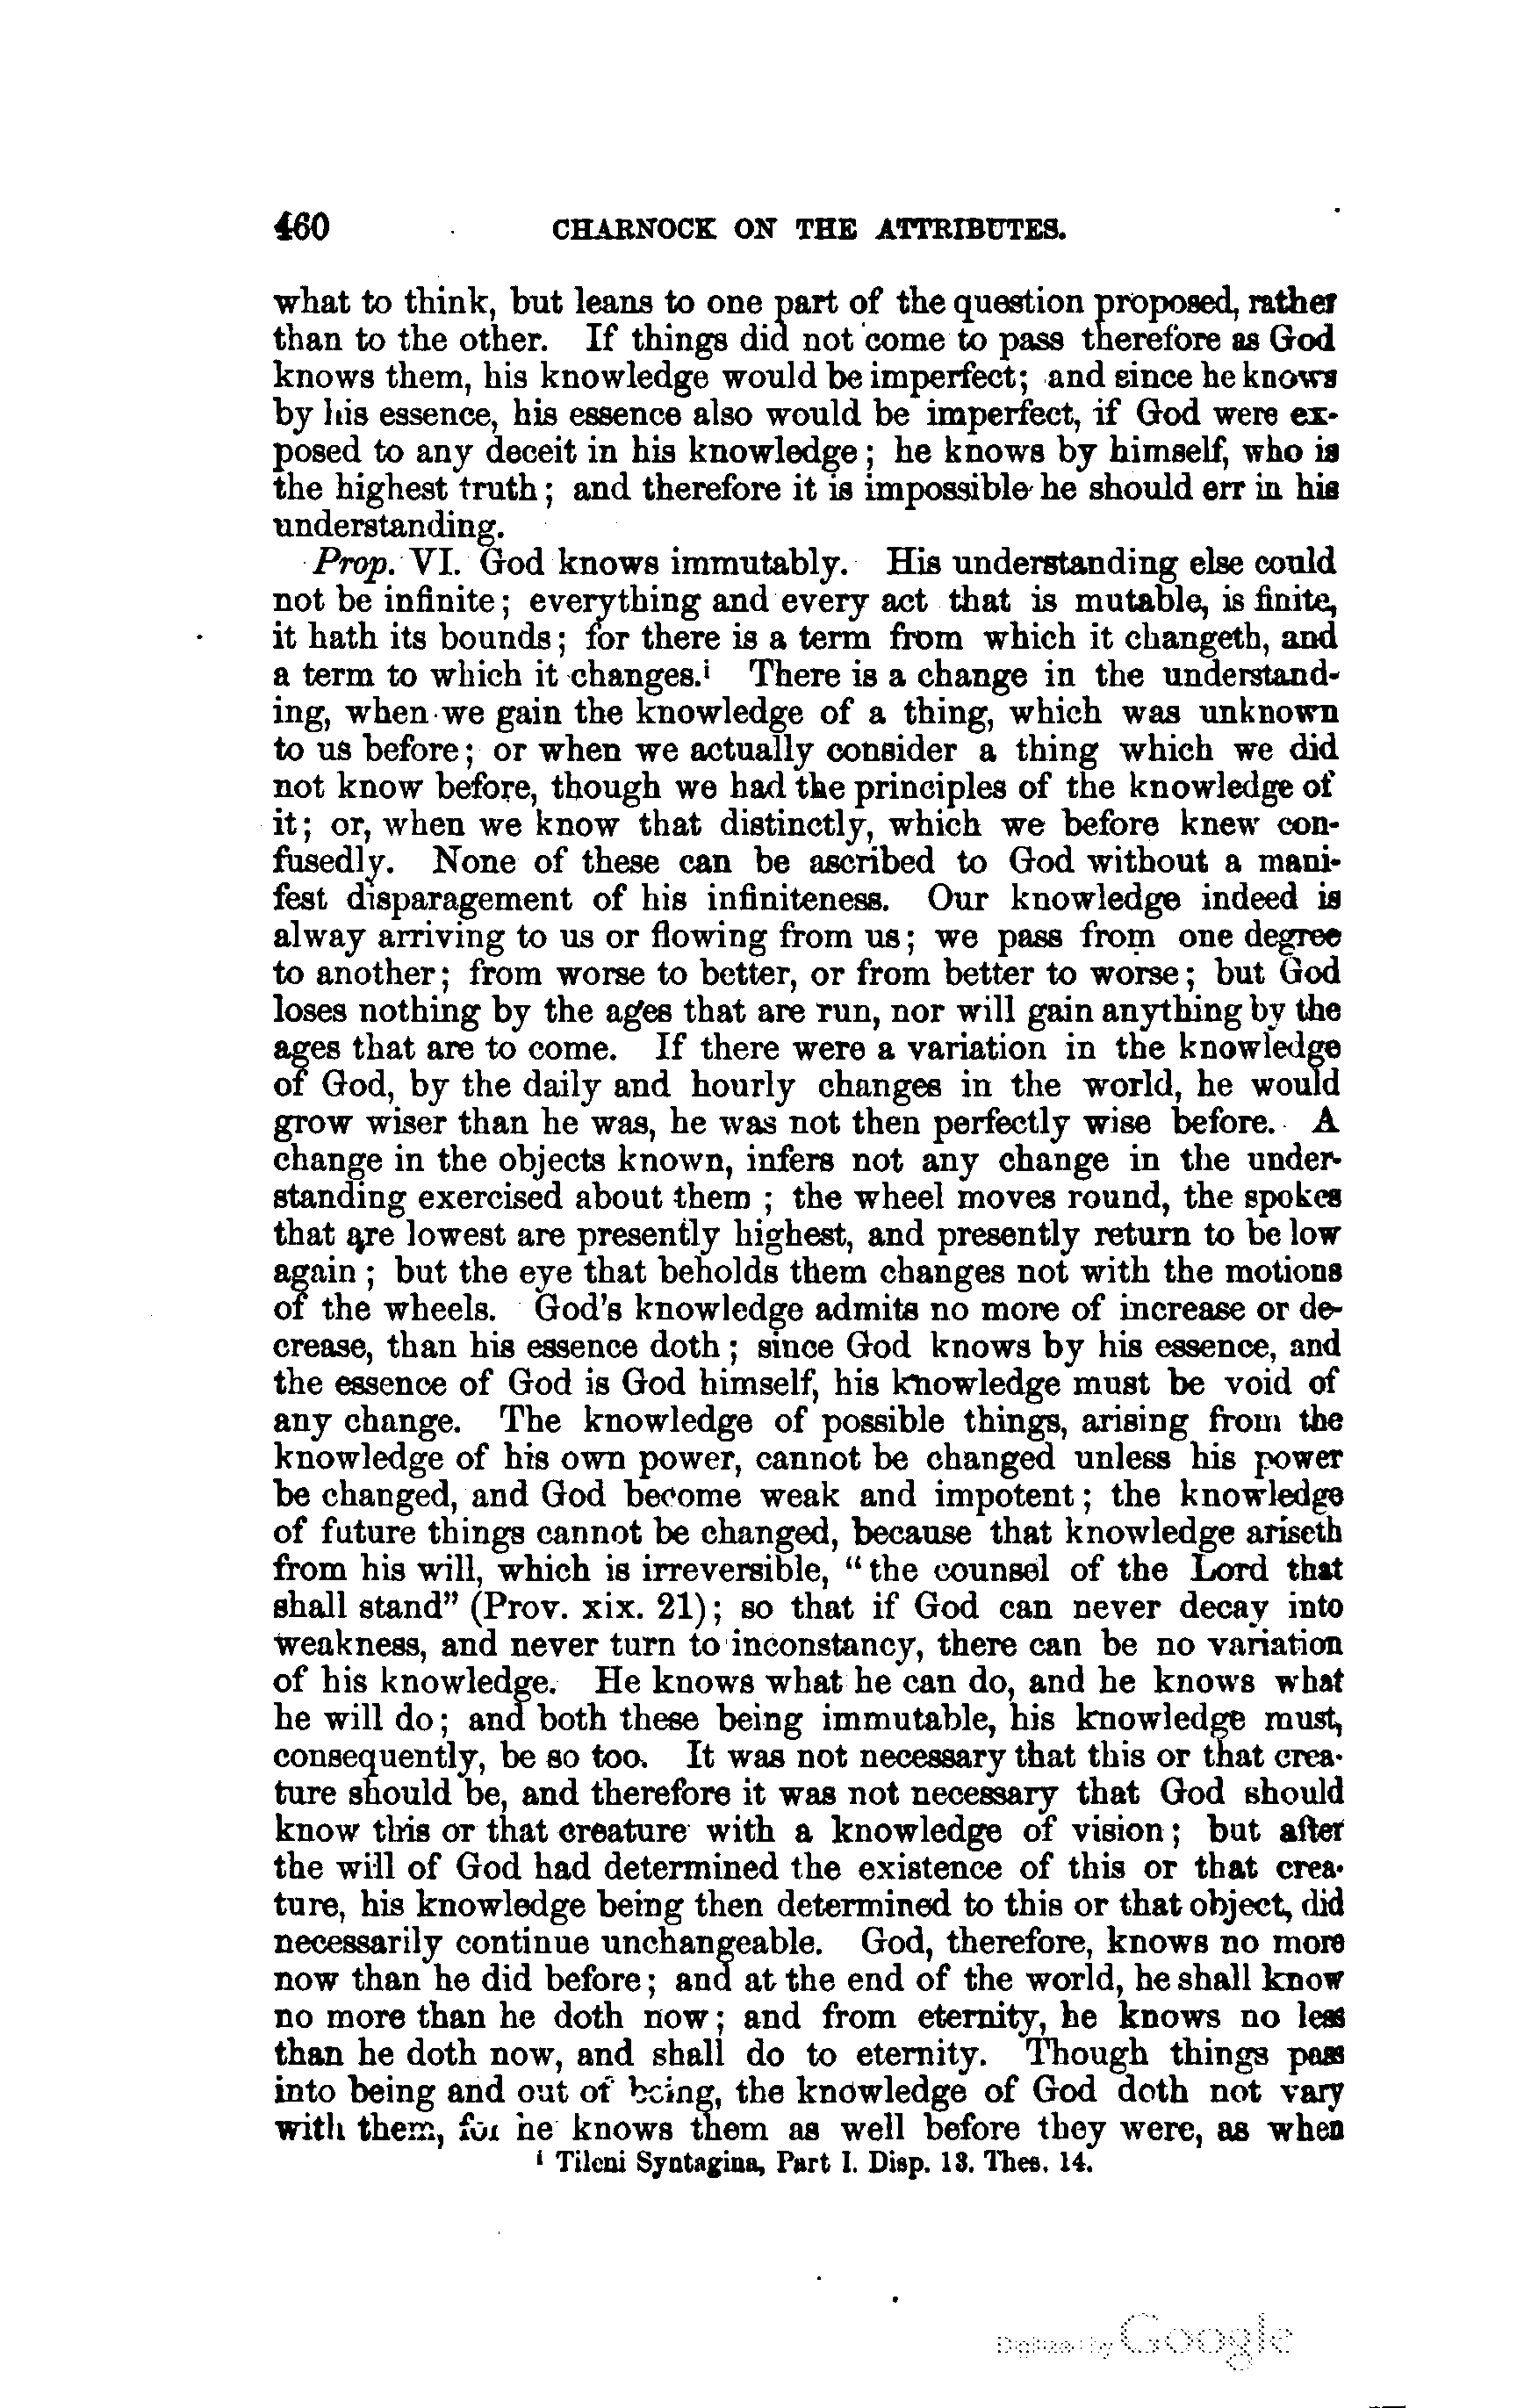 460 CHARNOCK ON THE ATTRIBUTES.
what to think, but leans to one part of the question proposed, rather
than to the other. If things did not come to pass therefore as God
knows them, his knowledge would be imperfect; and since he knows
by his essence, his essence also would be imperfect, if God were ex-
posed to any deceit in his knowledge; he knows by himself, who is
the highest truth; and therefore it is impossible he should err in his
understanding.
Prop. VI. God knows immutably. His understanding else could
not be infinite; everything and every act that is mutable, is finite,
it hath its bounds; for there is a term from which it changeth, and
a term to which it changes.i There is a change in the understand-
ing, when we gain the knowledge of a thing, which was unknown
to us before; or when we actually consider a thing which we did
not know before, though we had the principles of the knowledge of
it; or, when we know that distinctly, which we before knew con-
fusedly. None of these can be ascribed to God without a mani-
fest disparagement of his infiniteness. Our knowledge indeed is
alway arriving to us or flowing from us; we pass from one degree
to another; from worse to better, or from better to worse; but God
loses nothing by the ages that are run, nor will gain anything by the
ages that are to come. If there were a variation in the knowledge
of God, by the daily and hourly changes in the world, he would
grow wiser than he was, he was not then perfectly wise before. A
change in the objects known, infers not any change in the under-
standing exercised about them; the wheel moves round, the spokes
that are lowest are presently highest, and presently return to be low
again; but the eye that beholds them changes not with the motions
of the wheels. God's knowledge admits no more of increase or de-
crease, than his essence doth; since God knows by his essence, and
the essence of God is God himself, his knowledge must be void of
any change. The knowledge of possible things, arising from the
knowledge of his own power, cannot be changed unless his power
be changed, and God become weak and impotent; the knowledge
of future things cannot be changed, because that knowledge ariseth
from his will, which is irreversible, "the counsel of the Lord that
shall stand" (Prov. xix. 21); so that if God can never decay into
weakness, and never turn to inconstancy, there can be no variation
of his knowledge. He knows what he can do, and he knows what
he will do; and both these being immutable, his knowledge must,
consequently, be so too. It was not necessary that this or that crea-
ture should be, and therefore it was not necessary that God should
know this or that creature with a knowledge of vision; but after
the will of God had determined the existence of this or that crea-
ture, his knowledge being then determined to this or that object, did
necessarily continue unchangeable. God, therefore, knows no more
now than he did before; and at the end of the world, he shall know
no more than he doth now; and from eternity, he knows no less
than he doth now, and shall do to eternity. Though things pass
into being and out of being, the knowledge of God doth not vary
with them, for he knows them as well before they were, as when
i Tileni Syntagma, Part I. Disp. 13. Thes. 14.
Digitized by Google